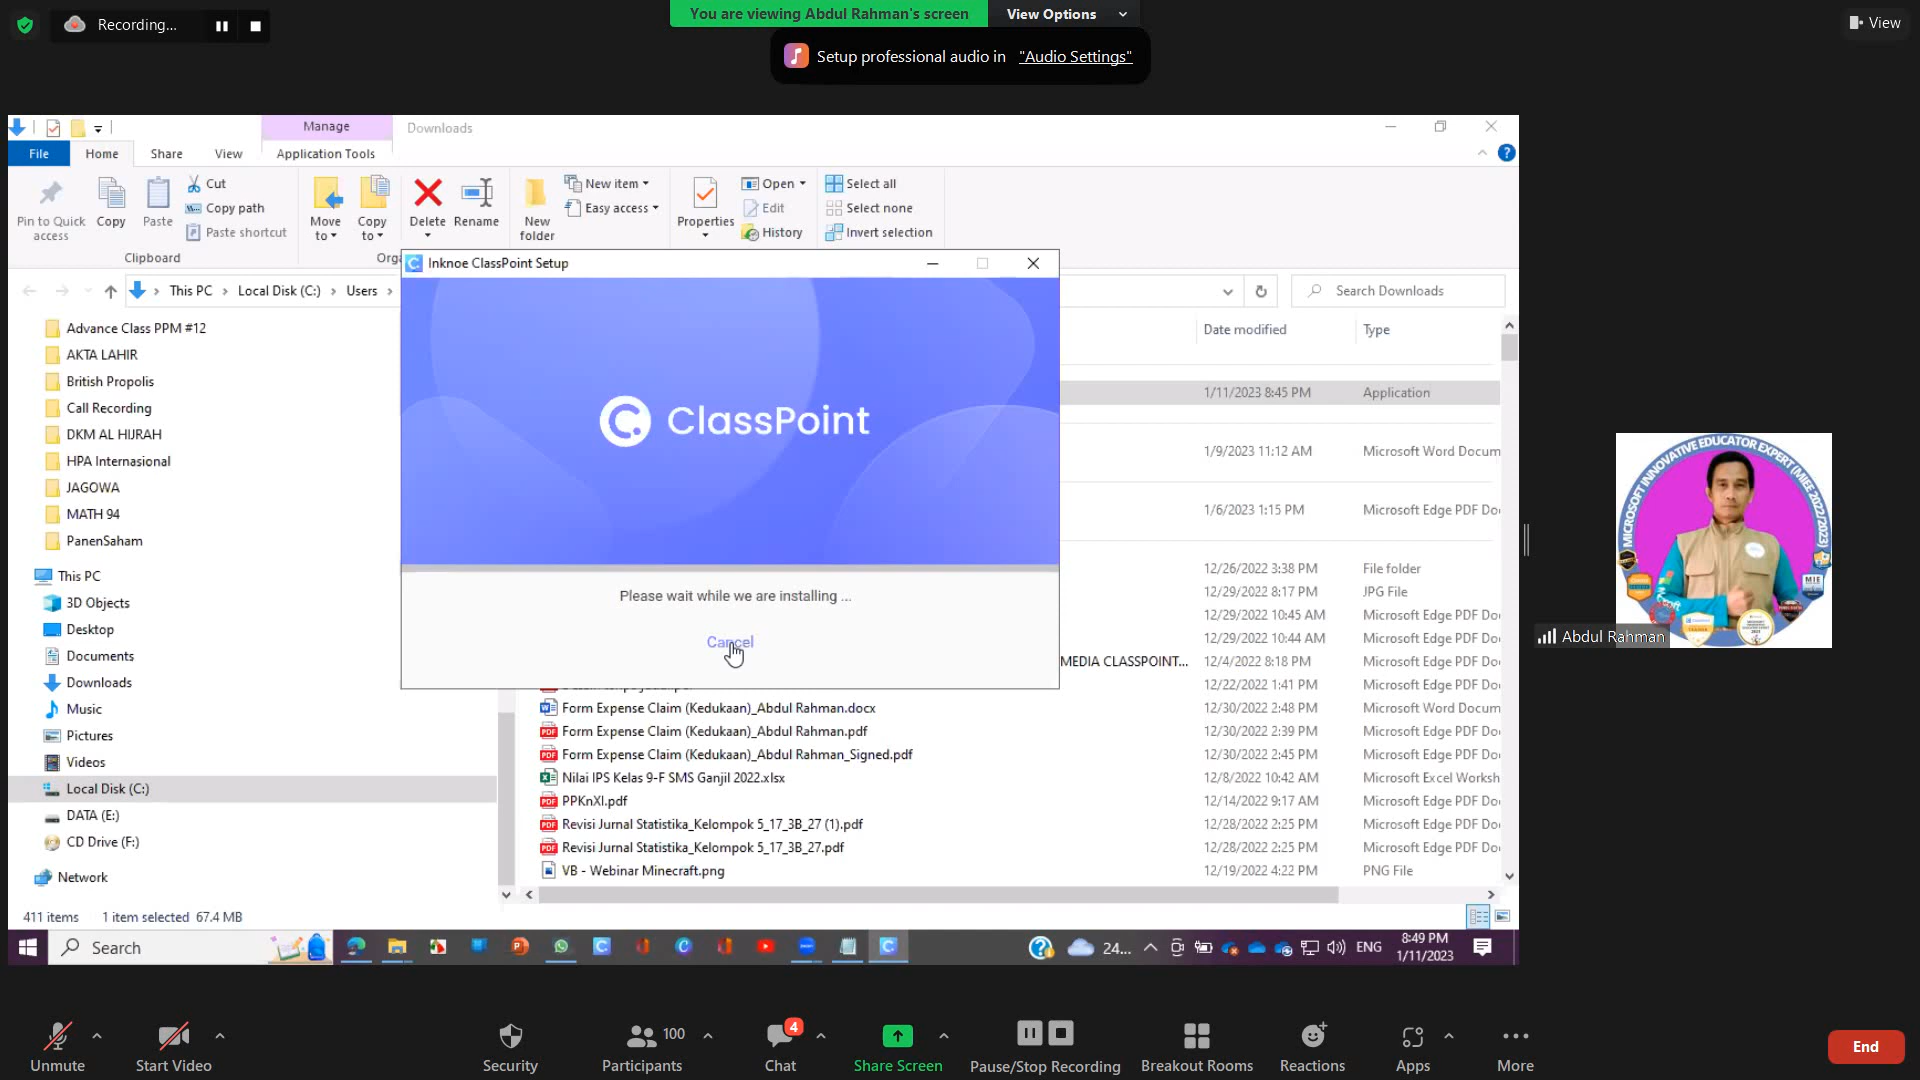 Recording...
You are viewing Abdul Rahman's screen
View Options
View
Setup professional audio in "Audio Settings"
Manage
Downloads
File
Home
Share
View
Application Tools
Pin to Quick access
Copy
Paste
Cut
Copy path
Paste shortcut
Clipboard
Move to
Copy to
Delete
Rename
New folder
New item
Easy access
Properties
Open
Edit
History
Select all
Select none
Invert selection
Inknoe ClassPoint Setup
This PC > Local Disk (C:) > Users >
Search Downloads
Date modified
Type
Advance Class PPM #12
AKTA LAHIR
British Propolis
Call Recording
DKM AL HIJRAH
HPA Internasional
JAGOWA
MATH 94
PanenSaham
This PC
3D Objects
Desktop
Documents
Downloads
Music
Pictures
Videos
Local Disk (C:)
DATA (E:)
CD Drive (F:)
Network
ClassPoint
Please wait while we are installing ...
Cancel
1/11/2023 8:45 PM Application
1/9/2023 11:12 AM Microsoft Word Docum
1/6/2023 1:15 PM Microsoft Edge PDF Do
12/26/2022 3:38 PM File folder
12/29/2022 8:17 PM JPG File
12/29/2022 10:45 AM Microsoft Edge PDF Do
12/29/2022 10:44 AM Microsoft Edge PDF Do
MEDIA CLASSPOINT... 12/4/2022 8:18 PM Microsoft Edge PDF Do
12/22/2022 1:41 PM Microsoft Edge PDF Do
Form Expense Claim (Kedukaan)_Abdul Rahman.docx 12/30/2022 2:48 PM Microsoft Word Docum
Form Expense Claim (Kedukaan)_Abdul Rahman.pdf 12/30/2022 2:39 PM Microsoft Edge PDF Do
Form Expense Claim (Kedukaan)_Abdul Rahman_Signed.pdf 12/30/2022 2:45 PM Microsoft Edge PDF Do
Nilai IPS Kelas 9-F SMS Ganjil 2022.xlsx 12/8/2022 10:42 AM Microsoft Excel Worksh
PPKnXI.pdf 12/14/2022 9:17 AM Microsoft Edge PDF Do
Revisi Jurnal Statistika_Kelompok 5_17_3B_27 (1).pdf 12/28/2022 2:25 PM Microsoft Edge PDF Do
Revisi Jurnal Statistika_Kelompok 5_17_3B_27.pdf 12/28/2022 2:25 PM Microsoft Edge PDF Do
VB - Webinar Minecraft.png 12/19/2022 4:22 PM PNG File
411 items 1 item selected 67.4 MB
Search
24...
ENG
8:49 PM
1/11/2023
MICROSOFT INNOVATIVE EDUCATOR EXPERT (MIEE 2022/2023)
Abdul Rahman
Unmute
Start Video
Security
Participants
100
Chat
4
Share Screen
Pause/Stop Recording
Breakout Rooms
Reactions
Apps
More
End